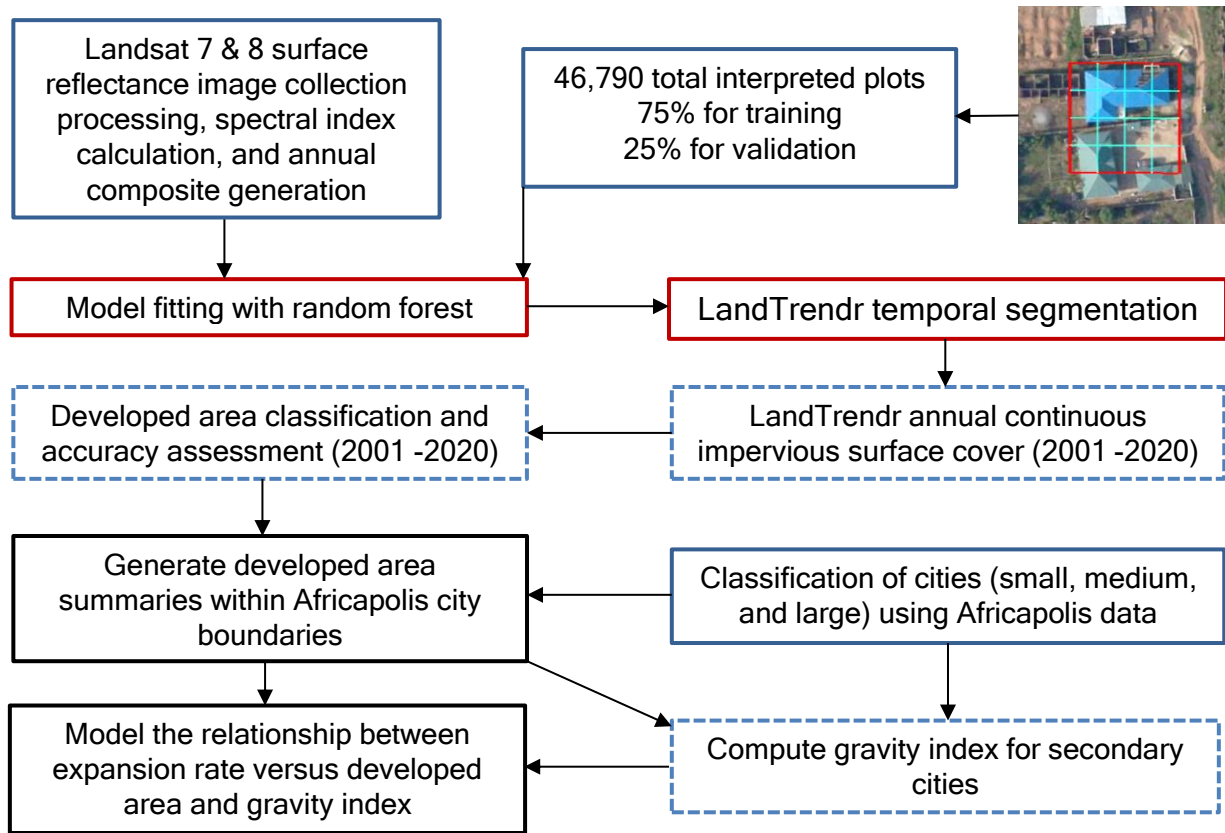 Landsat 7 & 8 surface
reflectance image collection
processing, spectral index
calculation, and annual
composite generation
46,790 total interpreted plots
75% for training
25% for validation
Model fitting with random forest
LandTrendr temporal segmentation
Developed area classification and
accuracy assessment (2001 -2020)
LandTrendr annual continuous
impervious surface cover (2001 -2020)
Generate developed area
summaries within Africapolis city
boundaries
Classification of cities (small, medium,
and large) using Africapolis data
Model the relationship between
expansion rate versus developed
area and gravity index
Compute gravity index for secondary
cities